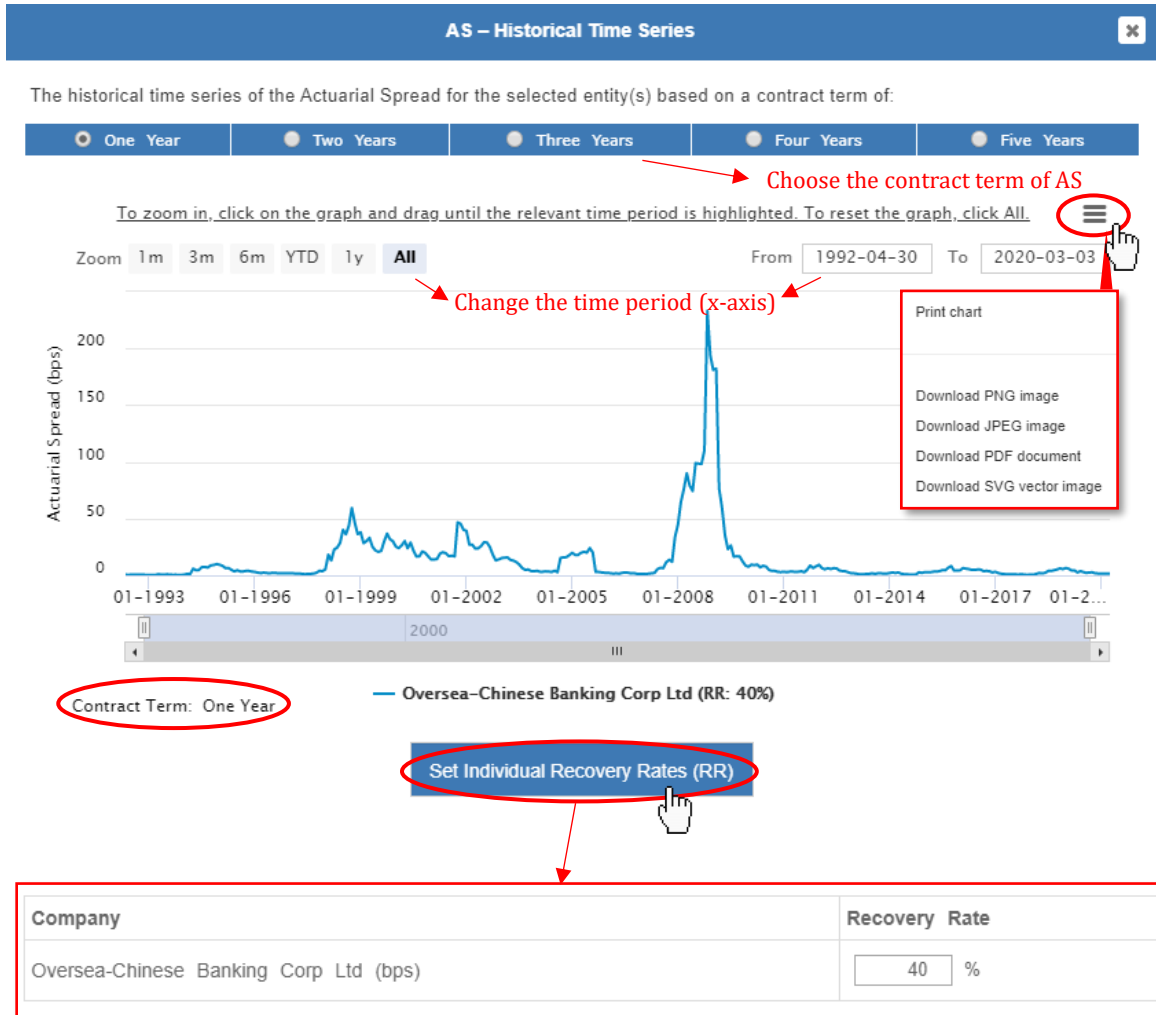 AS – Historical Time Series
The historical time series of the Actuarial Spread for the selected entity(s) based on a contract term of:
One Year
Two Years
Three Years
Four Years
Five Years
Choose the contract term of AS
To zoom in, click on the graph and drag until the relevant time period is highlighted. To reset the graph, click All.
Zoom 1m 3m 6m YTD 1y All
From 1992-04-30 To 2020-03-03
Change the time period (x-axis)
Print chart
Download PNG image
Download JPEG image
Download PDF document
Download SVG vector image
Actuarial Spread (bps)
200
150
100
50
0
01-1993 01-1996 01-1999 01-2002 01-2005 01-2008 01-2011 01-2014 01-2017 01-2...
2000
Contract Term: One Year
Oversea-Chinese Banking Corp Ltd (RR: 40%)
Set Individual Recovery Rates (RR)
Company Recovery Rate
Oversea-Chinese Banking Corp Ltd (bps) 40 %